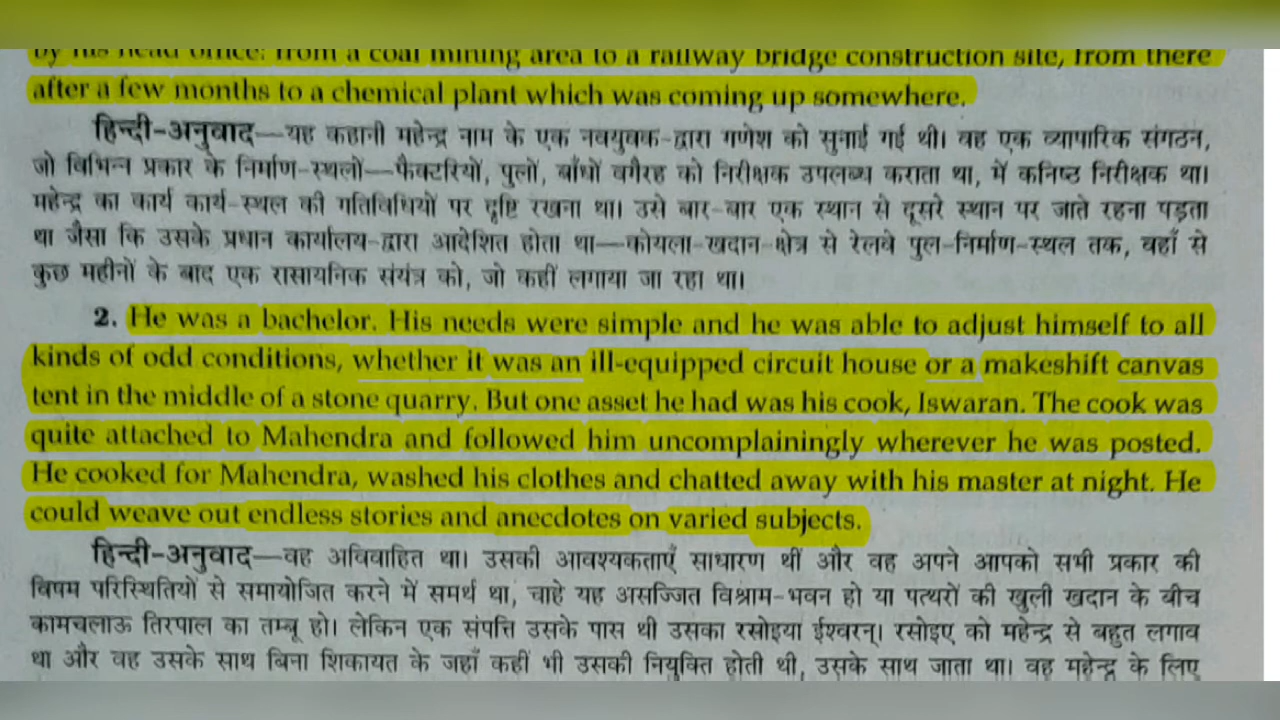 by his head office: from a coal mining area to a railway bridge construction site, from there
after a few months to a chemical plant which was coming up somewhere.
हिन्दी-अनुवाद—यह कहानी महेन्द्र नाम के एक नवयुवक-द्वारा गणेश को सुनाई गई थी। वह एक व्यापारिक संगठन,
जो विभिन्न प्रकार के निर्माण-स्थलों—फैक्टरियों, पुलों, बाँधों वगैरह को निरीक्षक उपलब्ध कराता था, में कनिष्ठ निरीक्षक था।
महेन्द्र का कार्य कार्य-स्थल की गतिविधियों पर दृष्टि रखना था। उसे बार-बार एक स्थान से दूसरे स्थान पर जाते रहना पड़ता
था जैसा कि उसके प्रधान कार्यालय-द्वारा आदेशित होता था—कोयला-खदान-क्षेत्र से रेलवे पुल-निर्माण-स्थल तक, वहाँ से
कुछ महीनों के बाद एक रासायनिक संयंत्र को, जो कहीं लगाया जा रहा था।
2. He was a bachelor. His needs were simple and he was able to adjust himself to all
kinds of odd conditions, whether it was an ill-equipped circuit house or a makeshift canvas
tent in the middle of a stone quarry. But one asset he had was his cook, Iswaran. The cook was
quite attached to Mahendra and followed him uncomplainingly wherever he was posted.
He cooked for Mahendra, washed his clothes and chatted away with his master at night. He
could weave out endless stories and anecdotes on varied subjects.
हिन्दी-अनुवाद—वह अविवाहित था। उसकी आवश्यकताएँ साधारण थीं और वह अपने आपको सभी प्रकार की
विषम परिस्थितियों से समायोजित करने में समर्थ था, चाहे यह असज्जित विश्राम-भवन हो या पत्थरों की खुली खदान के बीच
कामचलाऊ तिरपाल का तम्बू हो। लेकिन एक संपत्ति उसके पास थी उसका रसोइया ईश्वरन्। रसोइए को महेन्द्र से बहुत लगाव
था और वह उसके साथ बिना शिकायत के जहाँ कहीं भी उसकी नियुक्ति होती थी, उसके साथ जाता था। वह महेन्द्र के लिए